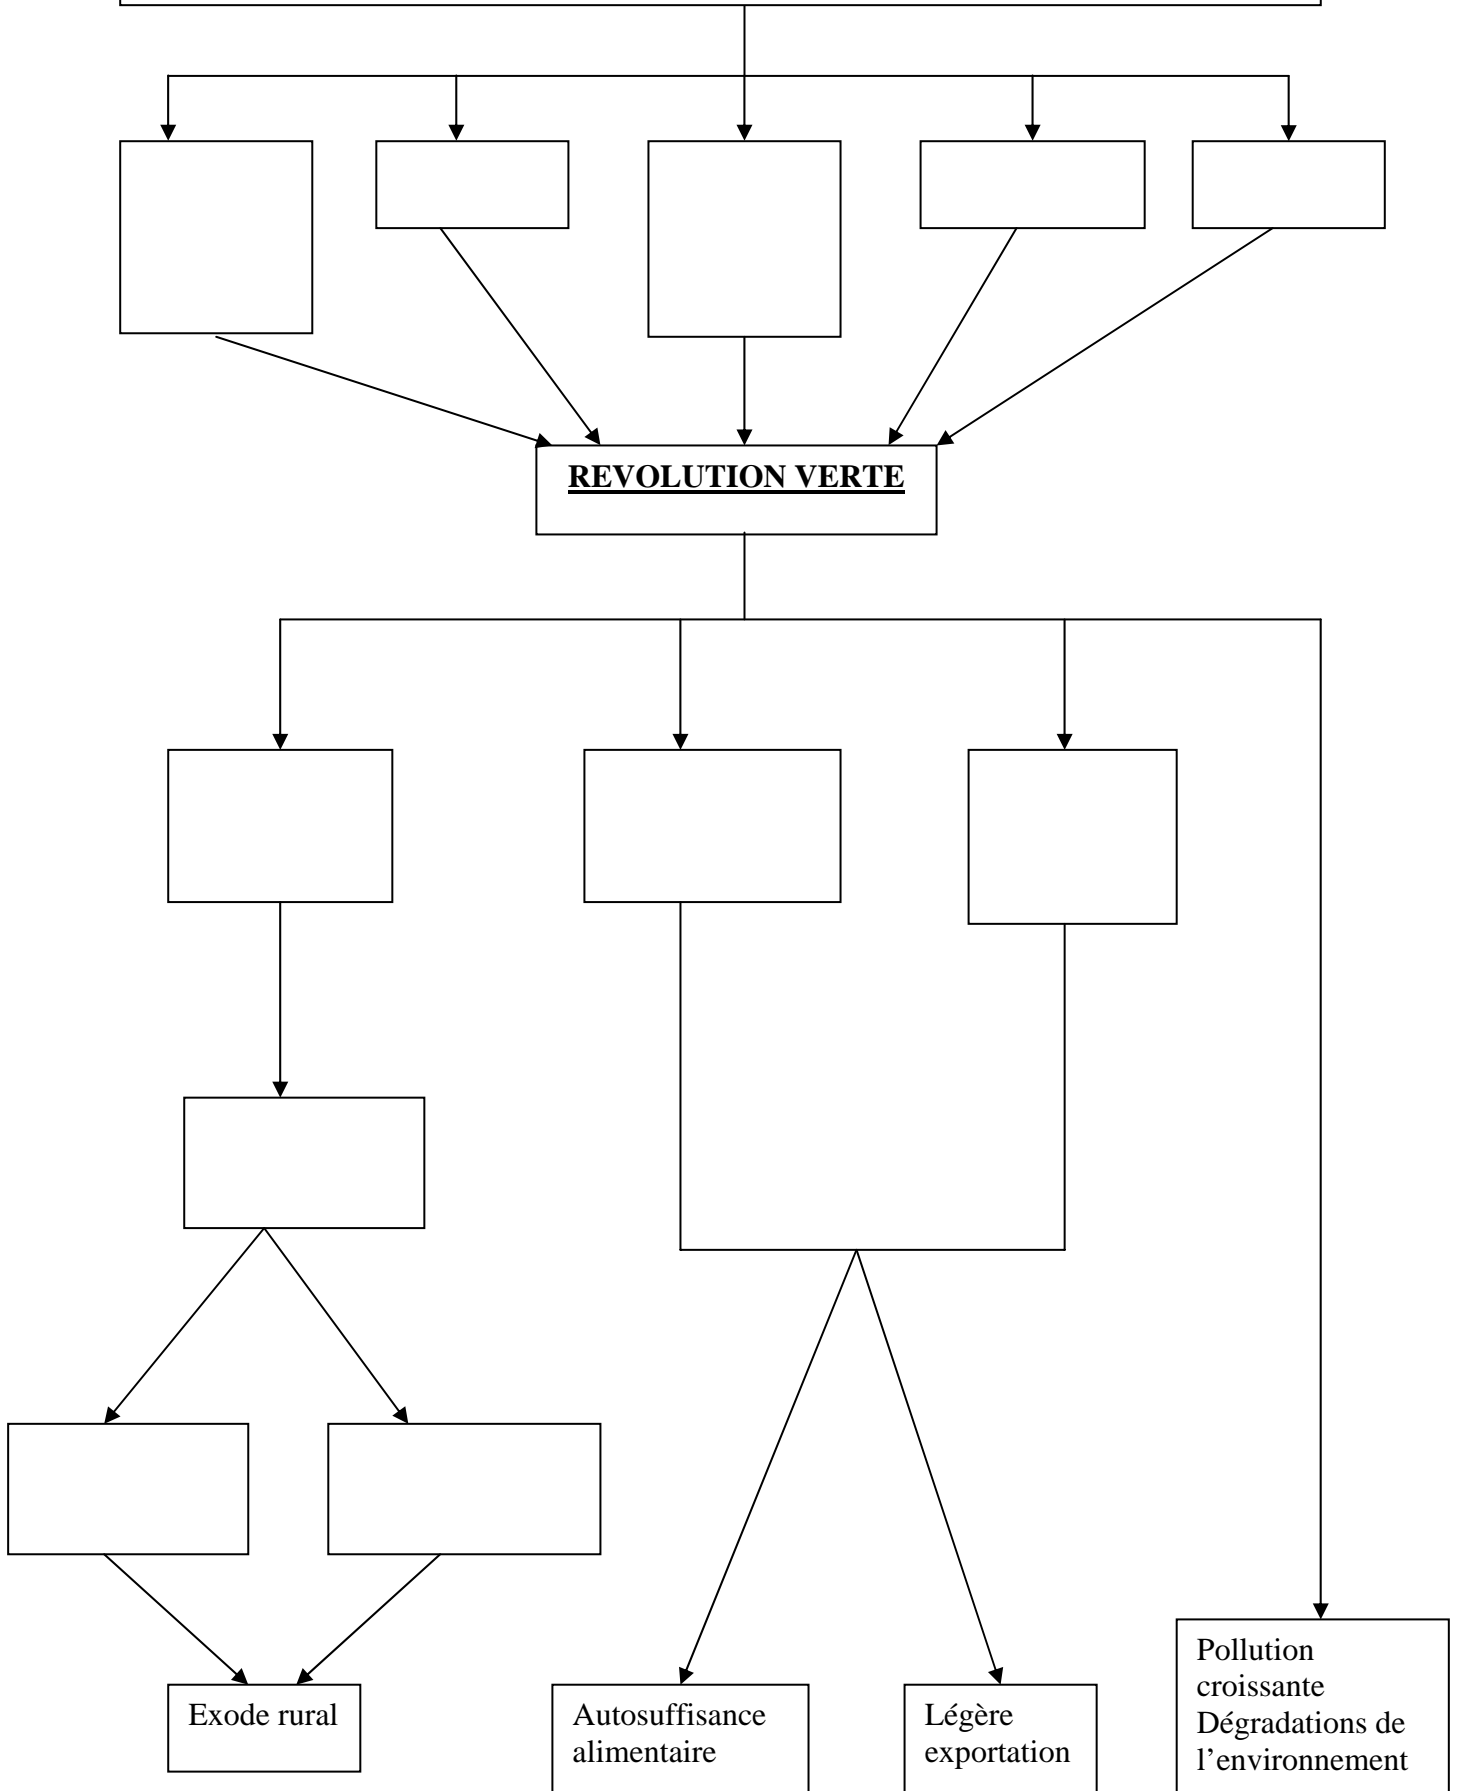 REVOLUTION VERTE
Exode rural
Autosuffisance
alimentaire
Légère
exportation
Pollution
croissante
Dégradations de
l’environnement